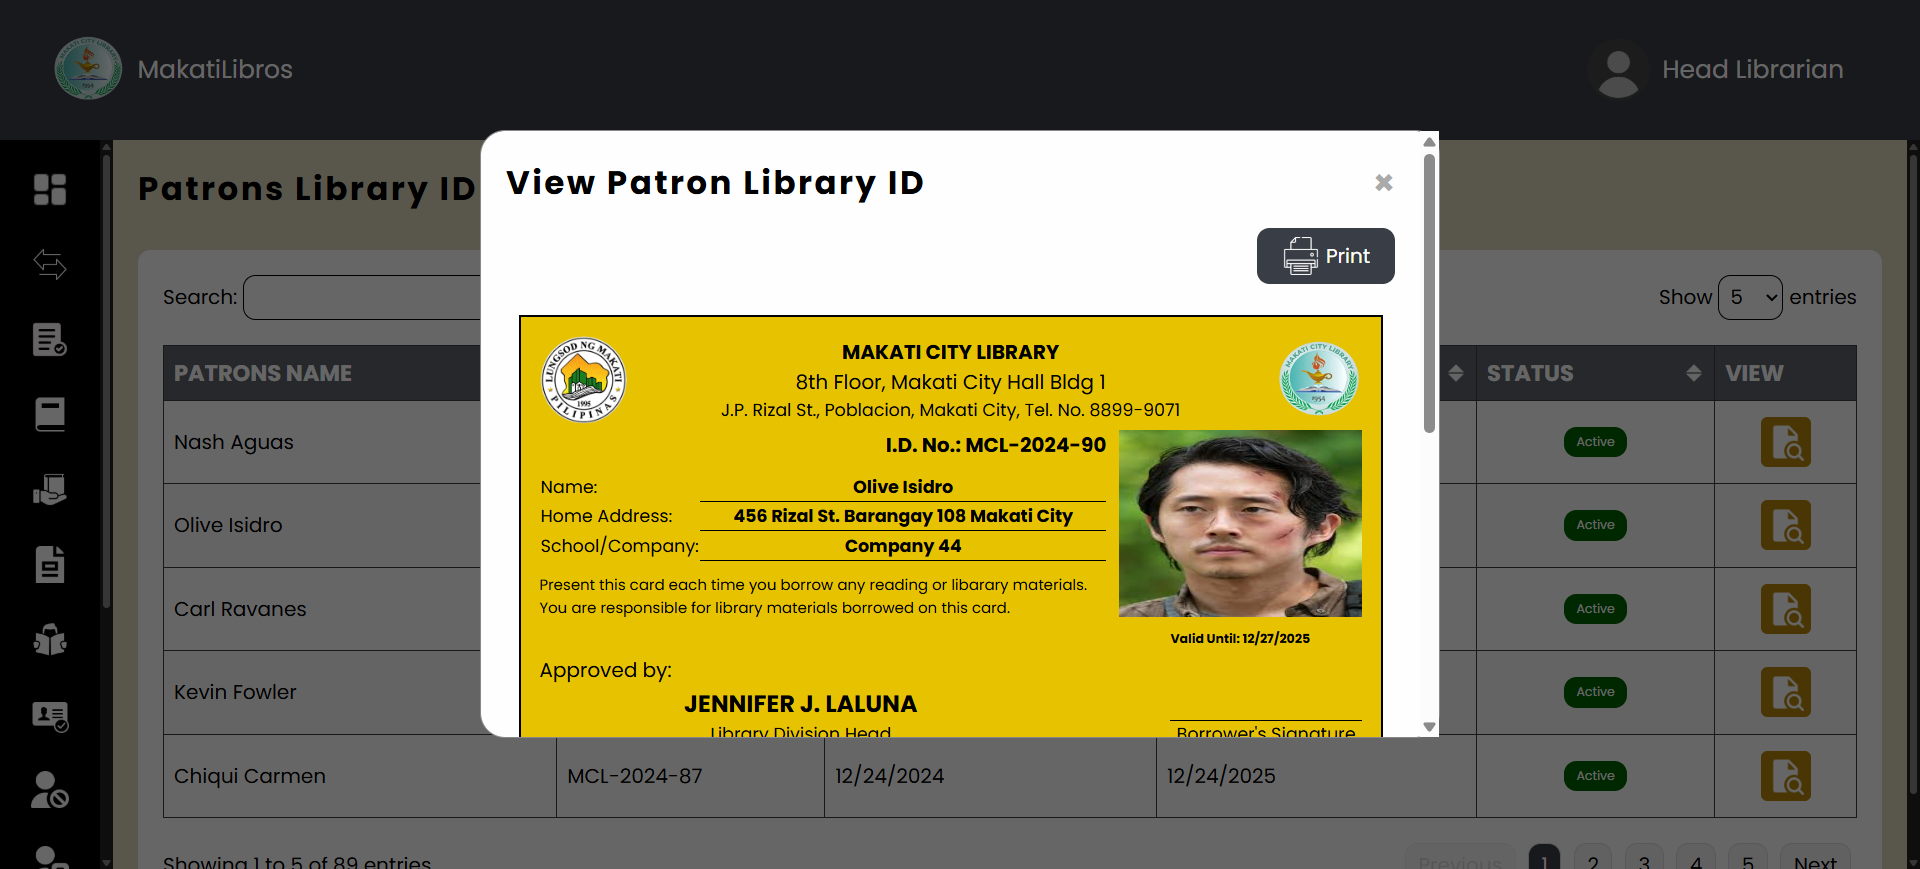 MakatiLibros
Head Librarian
Patrons Library ID
View Patron Library ID
Print
Search:
Show 5 entries
PATRONS NAME
STATUS
VIEW
Nash Aguas
Active
Olive Isidro
Active
Carl Ravanes
Active
Kevin Fowler
Active
Chiqui Carmen
MCL-2024-87
12/24/2024
12/24/2025
Active
LUNGSOD NG MAKATI
PILIPINAS
1995
MAKATI CITY LIBRARY
8th Floor, Makati City Hall Bldg 1
J.P. Rizal St., Poblacion, Makati City, Tel. No. 8899-9071
MAKATI CITY LIBRARY
1954
I.D. No.: MCL-2024-90
Name: Olive Isidro
Home Address: 456 Rizal St. Barangay 108 Makati City
School/Company: Company 44
Present this card each time you borrow any reading or libarary materials.
You are responsible for library materials borrowed on this card.
Valid Until: 12/27/2025
Approved by:
JENNIFER J. LALUNA
Library Division Head
Borrower's Signature
Showing 1 to 5 of 89 entries
Previous 1 2 3 4 5 Next